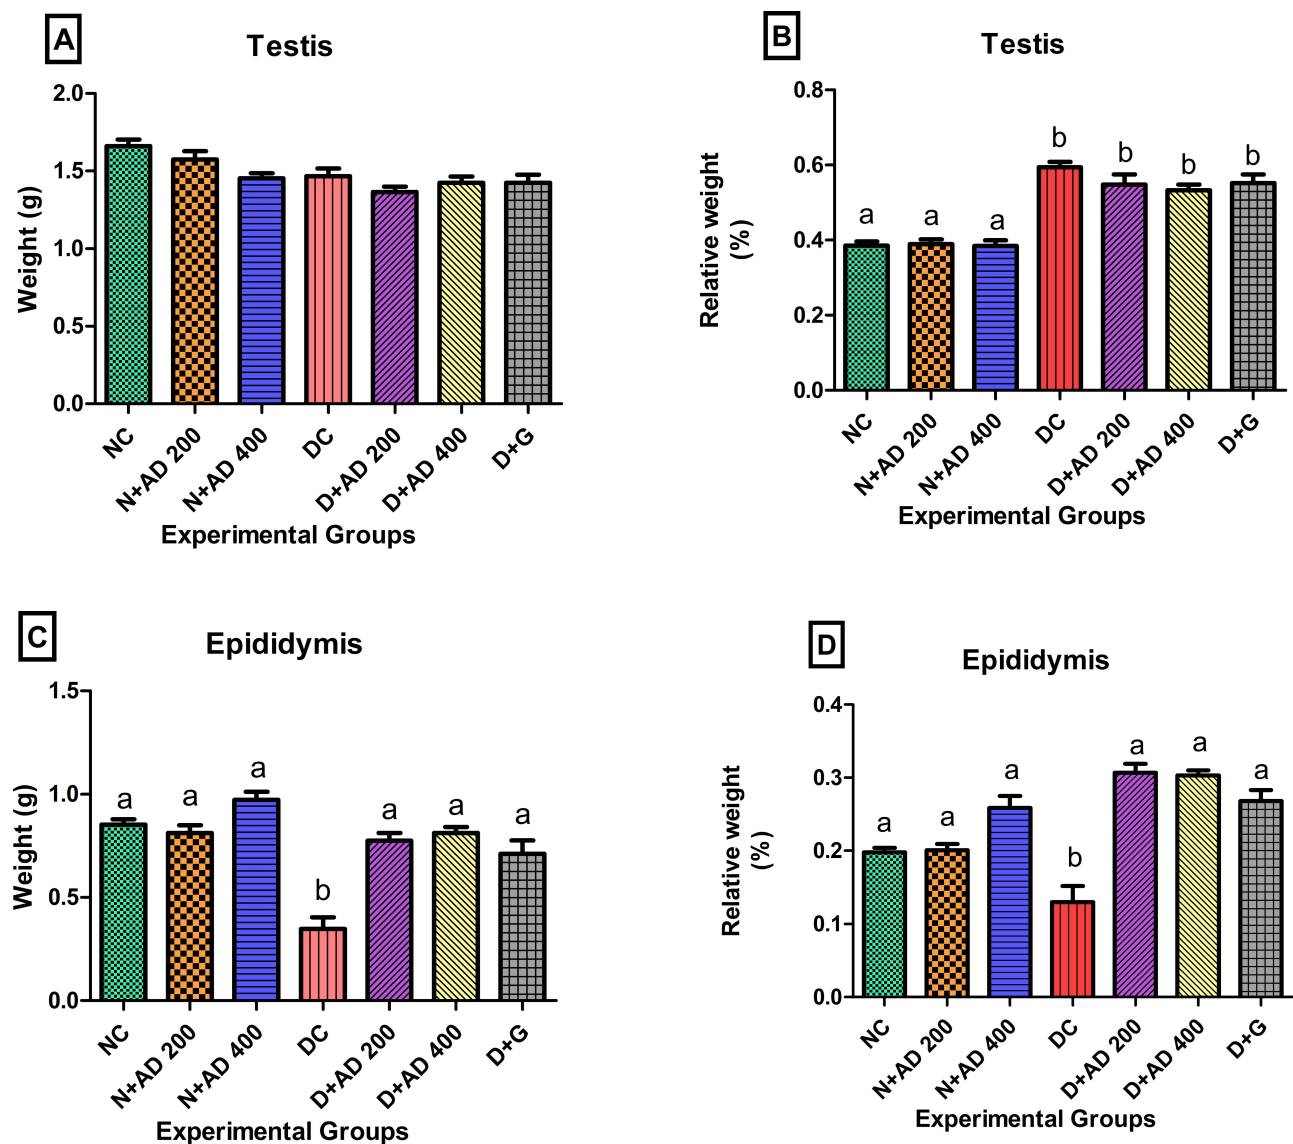 A
Testis
Weight (g)
2.0
1.5
1.0
0.5
0.0
NC
N+AD 200
N+AD 400
DC
D+AD 200
D+AD 400
D+G
Experimental Groups
B
Testis
Relative weight
(%)
0.8
0.6
0.4
0.2
0.0
a
a
a
b
b
b
b
NC
N+AD 200
N+AD 400
DC
D+AD 200
D+AD 400
D+G
Experimental Groups
C
Epididymis
Weight (g)
1.5
1.0
0.5
0.0
a
a
a
b
a
a
a
NC
N+AD 200
N+AD 400
DC
D+AD 200
D+AD 400
D+G
Experimental Groups
D
Epididymis
Relative weight
(%)
0.4
0.3
0.2
0.1
0.0
a
a
a
b
a
a
a
NC
N+AD 200
N+AD 400
DC
D+AD 200
D+AD 400
D+G
Experimental Groups